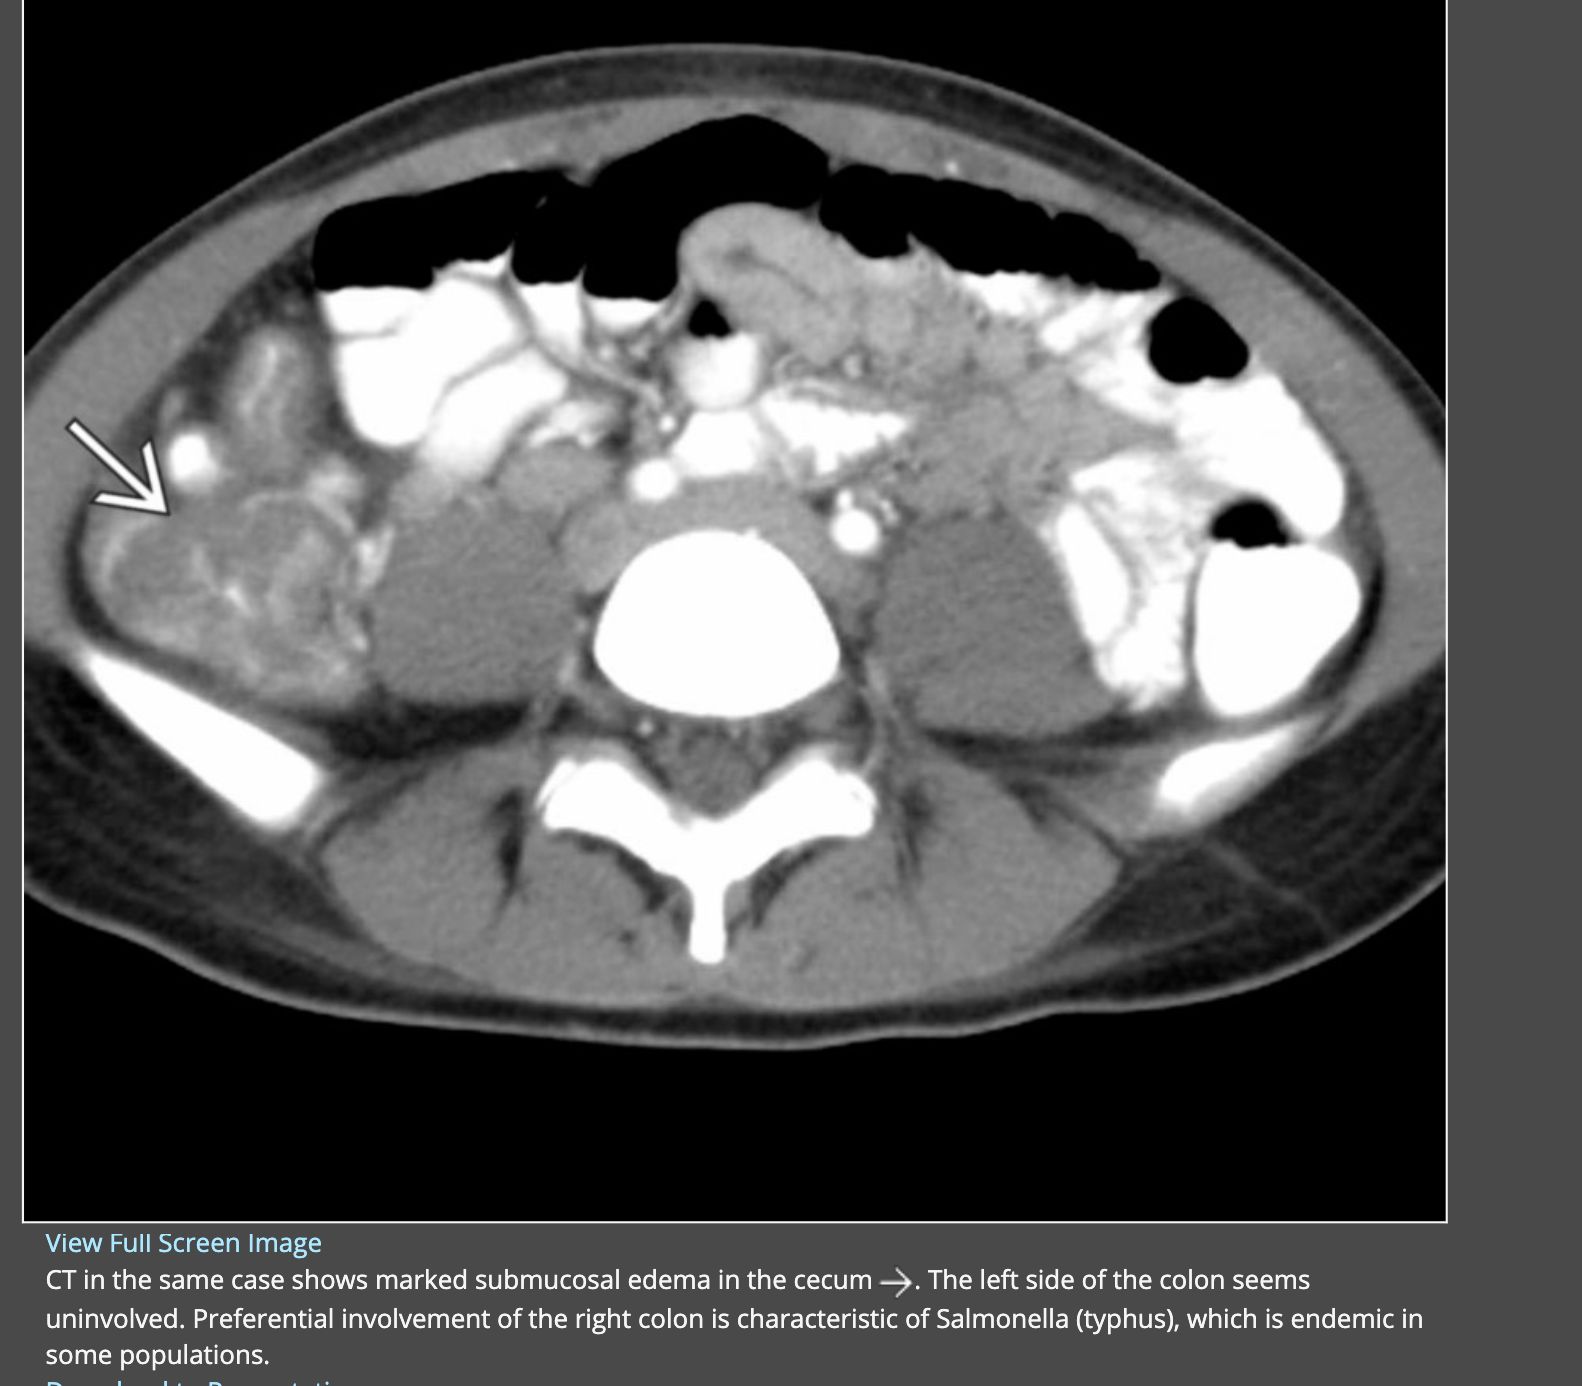 View Full Screen Image
CT in the same case shows marked submucosal edema in the cecum →. The left side of the colon seems
uninvolved. Preferential involvement of the right colon is characteristic of Salmonella (typhus), which is endemic in
some populations.